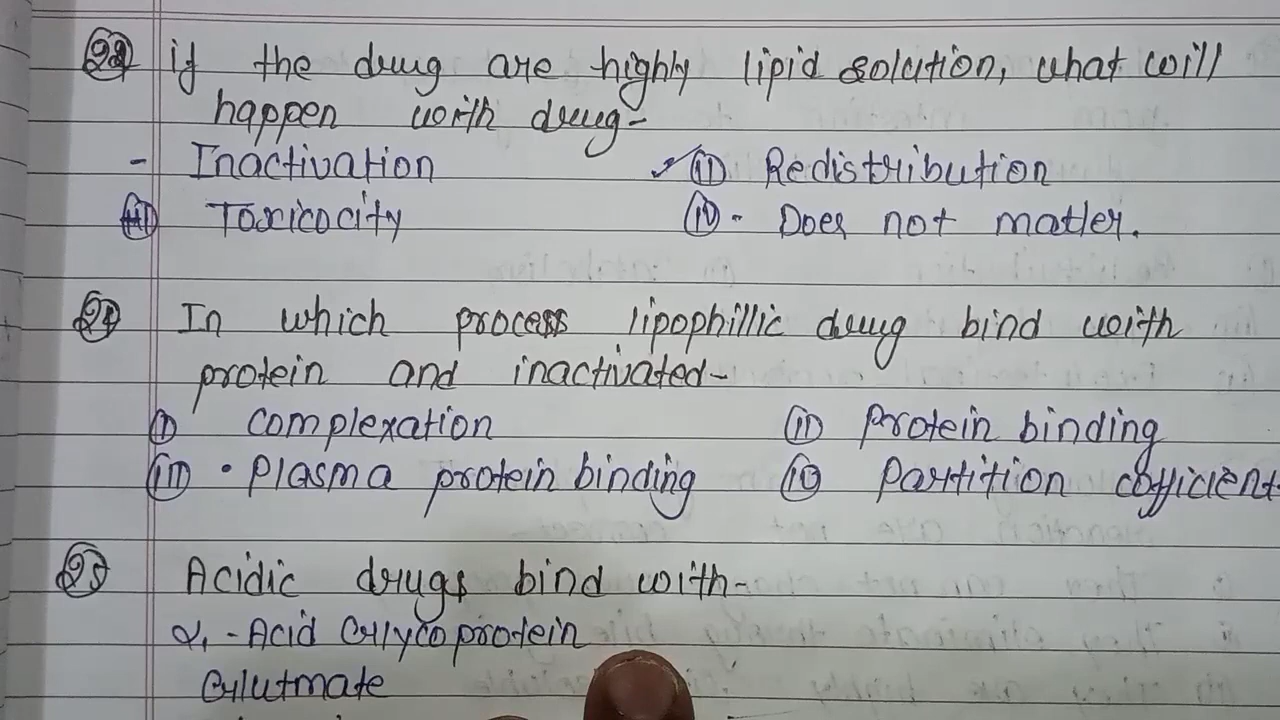 23 if the drug are highly lipid solution, what will
happen with drug-
- Inactivation ✓ (ii) Redistribution
(iii) Toxicocity (iv) - Does not matter.
24 In which process lipophillic drug bind with
protein and inactivated-
(i) complexation (ii) Protein binding
(iii) • Plasma protein binding (iv) Partition cofficient
25 Acidic drugs bind with-
α1 - Acid Gllycoprotein
Glutmate